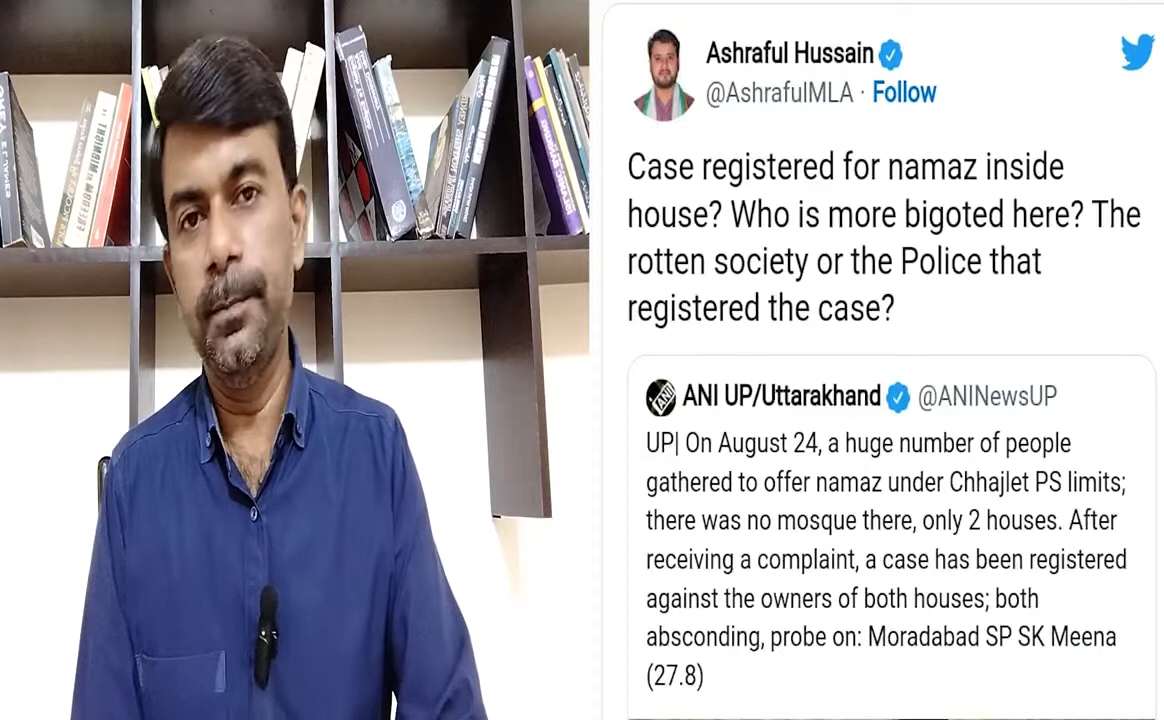 Ashraful Hussain
@AshrafulMLA · Follow
Case registered for namaz inside
house? Who is more bigoted here? The
rotten society or the Police that
registered the case?
ANI
ANI UP/Uttarakhand @ANINewsUP
UP| On August 24, a huge number of people
gathered to offer namaz under Chhajlet PS limits;
there was no mosque there, only 2 houses. After
receiving a complaint, a case has been registered
against the owners of both houses; both
absconding, probe on: Moradabad SP SK Meena
(27.8)